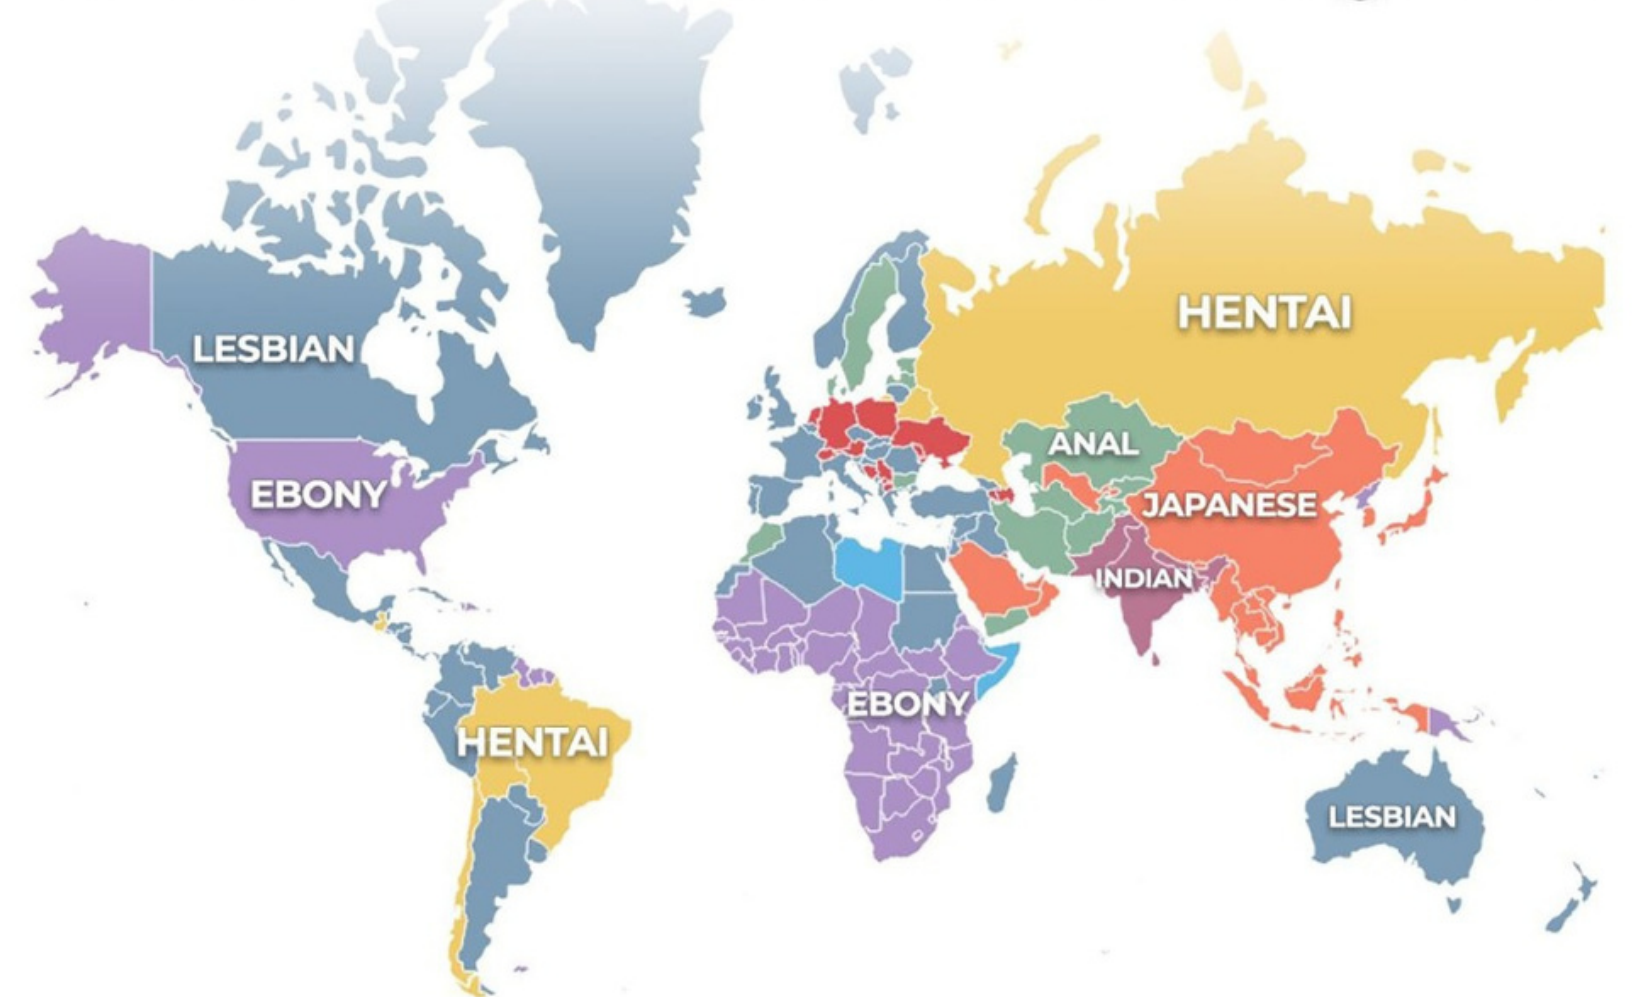 HENTAI
LESBIAN
ANAL
EBONY
JAPANESE
INDIAN
EBONY
HENTAI
LESBIAN